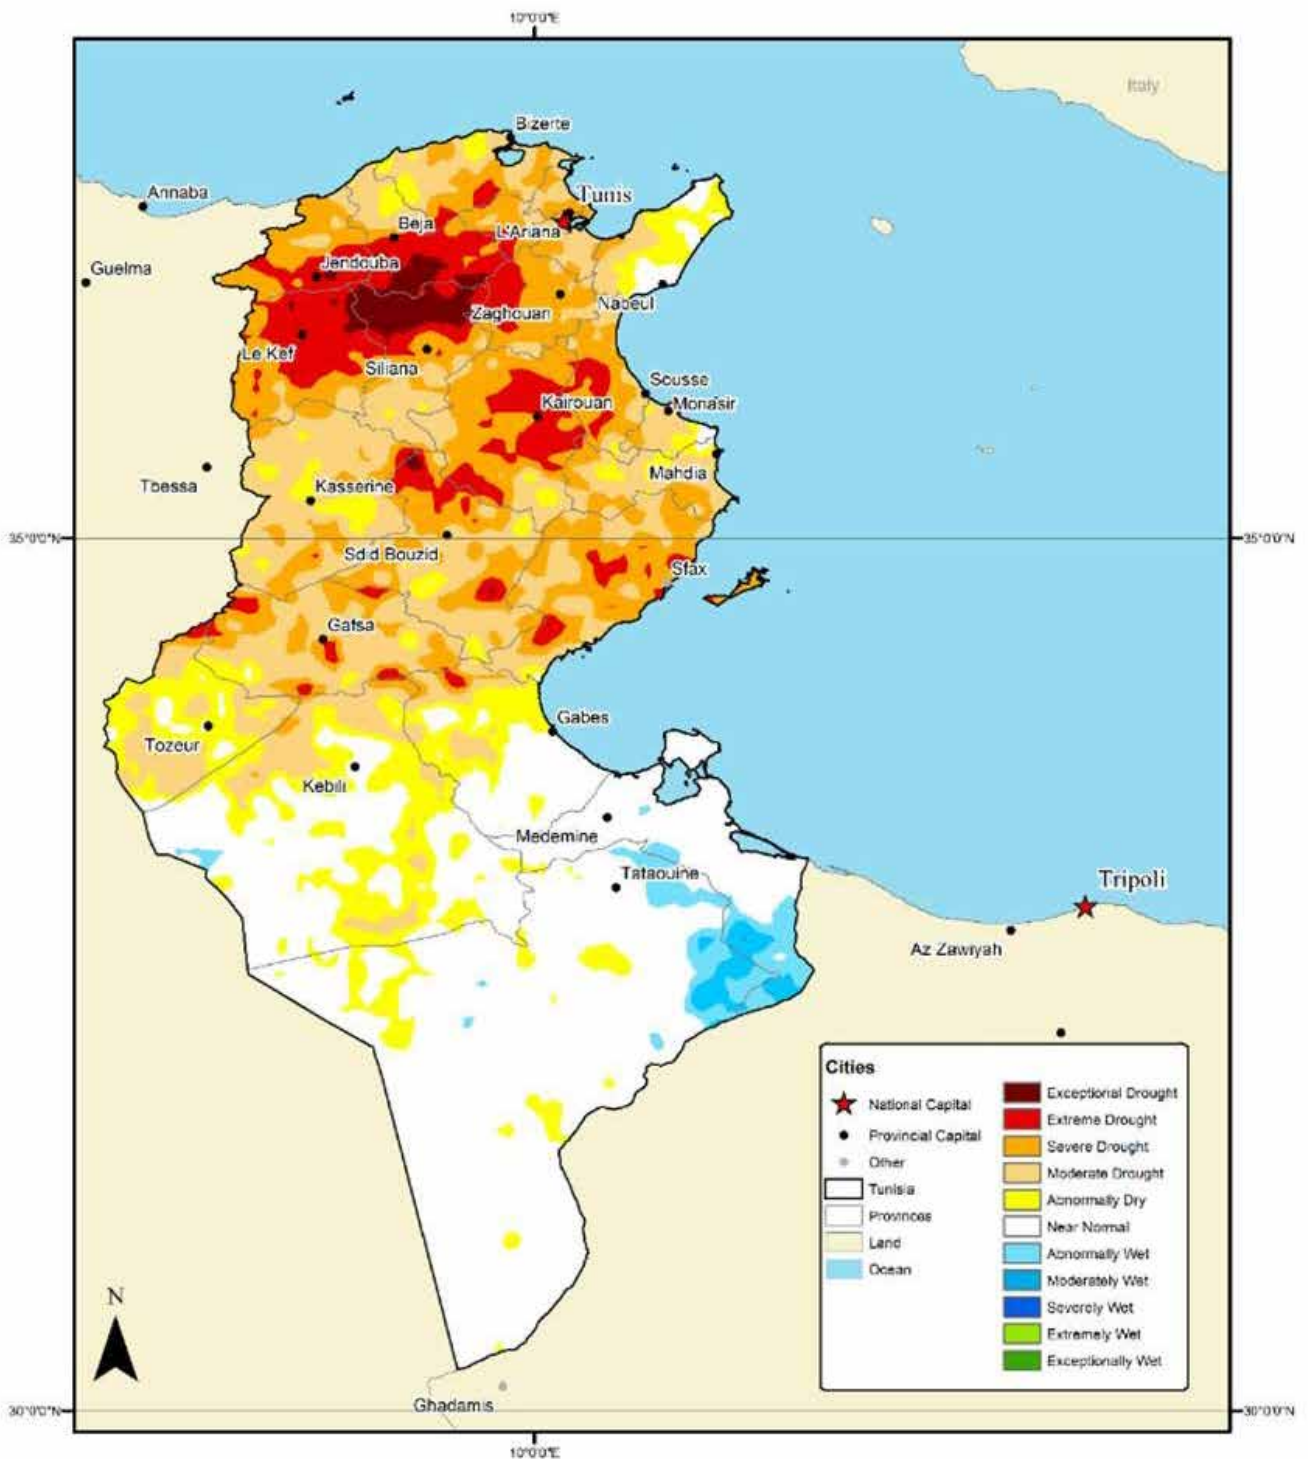 10°0'0"E
Italy
Bizerte
Annaba
Tunis
Beja
L'Ariana
Jendouba
Guelma
Nabeul
Zaghouan
Le Kef
Siliana
Sousse
Kairouan
Monasir
Mahdia
Tbessa
Kasserine
35°0'0"N
35°0'0"N
Sdid Bouzid
Sfax
Gafsa
Gabes
Tozeur
Kebili
Medemine
Tataouine
Tripoli
Az Zawiyah
Cities
National Capital
Provincial Capital
Other
Tunisia
Provinces
Land
Ocean
Exceptional Drought
Extreme Drought
Severe Drought
Moderate Drought
Abnormally Dry
Near Normal
Abnormally Wet
Moderately Wet
Severely Wet
Extremely Wet
Exceptionally Wet
N
Ghadamis
30°0'0"N
30°0'0"N
10°0'0"E